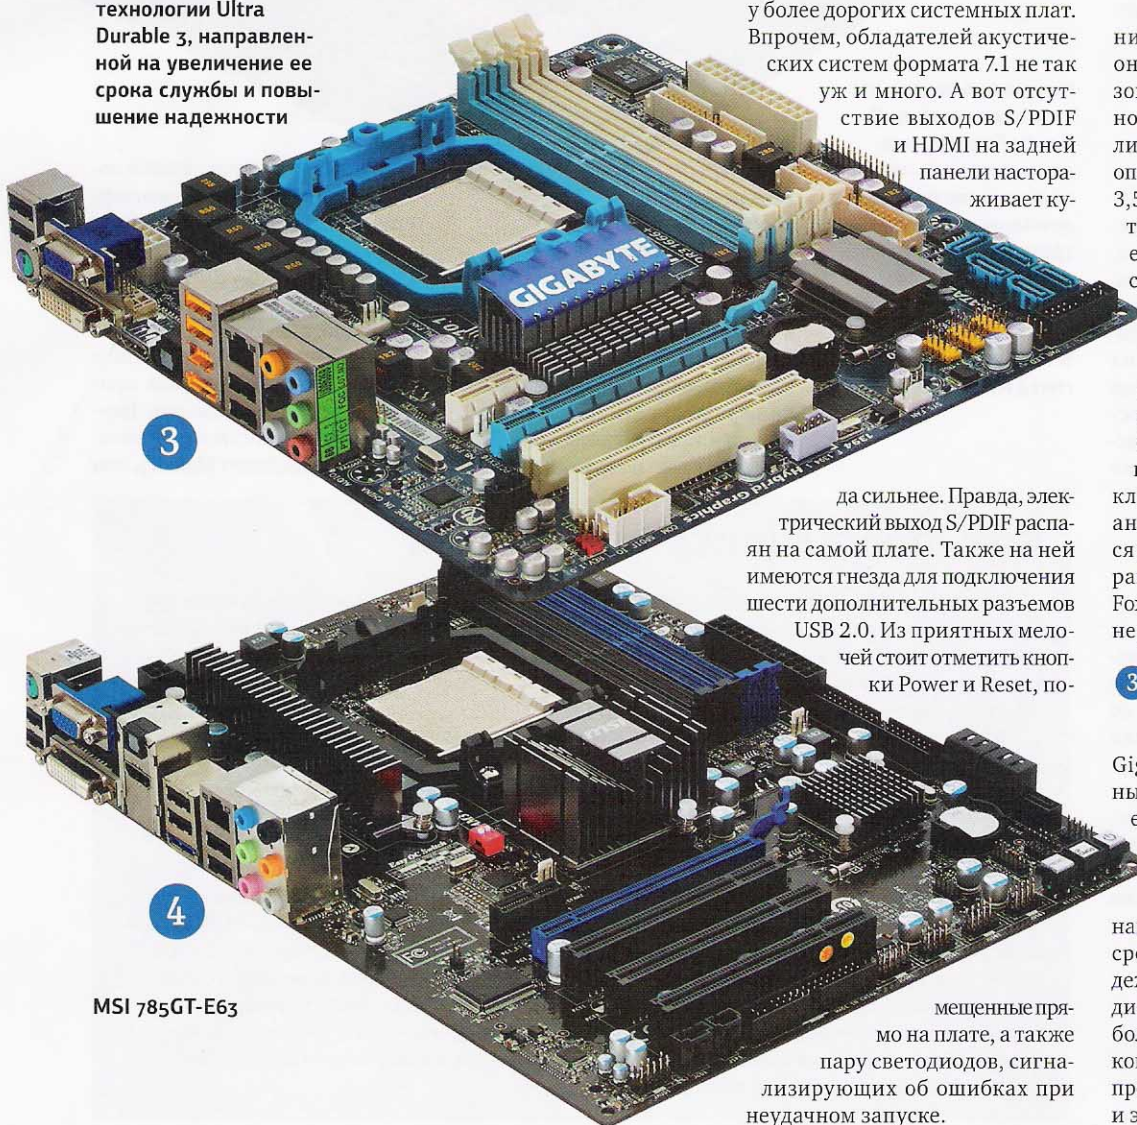 технологии Ultra
Durable 3, направлен-
ной на увеличение ее
срока службы и повы-
шение надежности
у более дорогих системных плат.
Впрочем, обладателей акустиче-
ских систем формата 7.1 не так
уж и много. А вот отсут-
ствие выходов S/PDIF
и HDMI на задней
панели настора-
живает ку-
да сильнее. Правда, элек-
трический выход S/PDIF распа-
ян на самой плате. Также на ней
имеются гнезда для подключения
шести дополнительных разъемов
USB 2.0. Из приятных мело-
чей стоит отметить кноп-
ки Power и Reset, по-
мещенные пря-
мо на плате, а также
пару светодиодов, сигна-
лизирующих об ошибках при
неудачном запуске.
GIGABYTE
Hybrid Graphics
3
msi
Easy OC Switch
4
MSI 785GT-E63
3